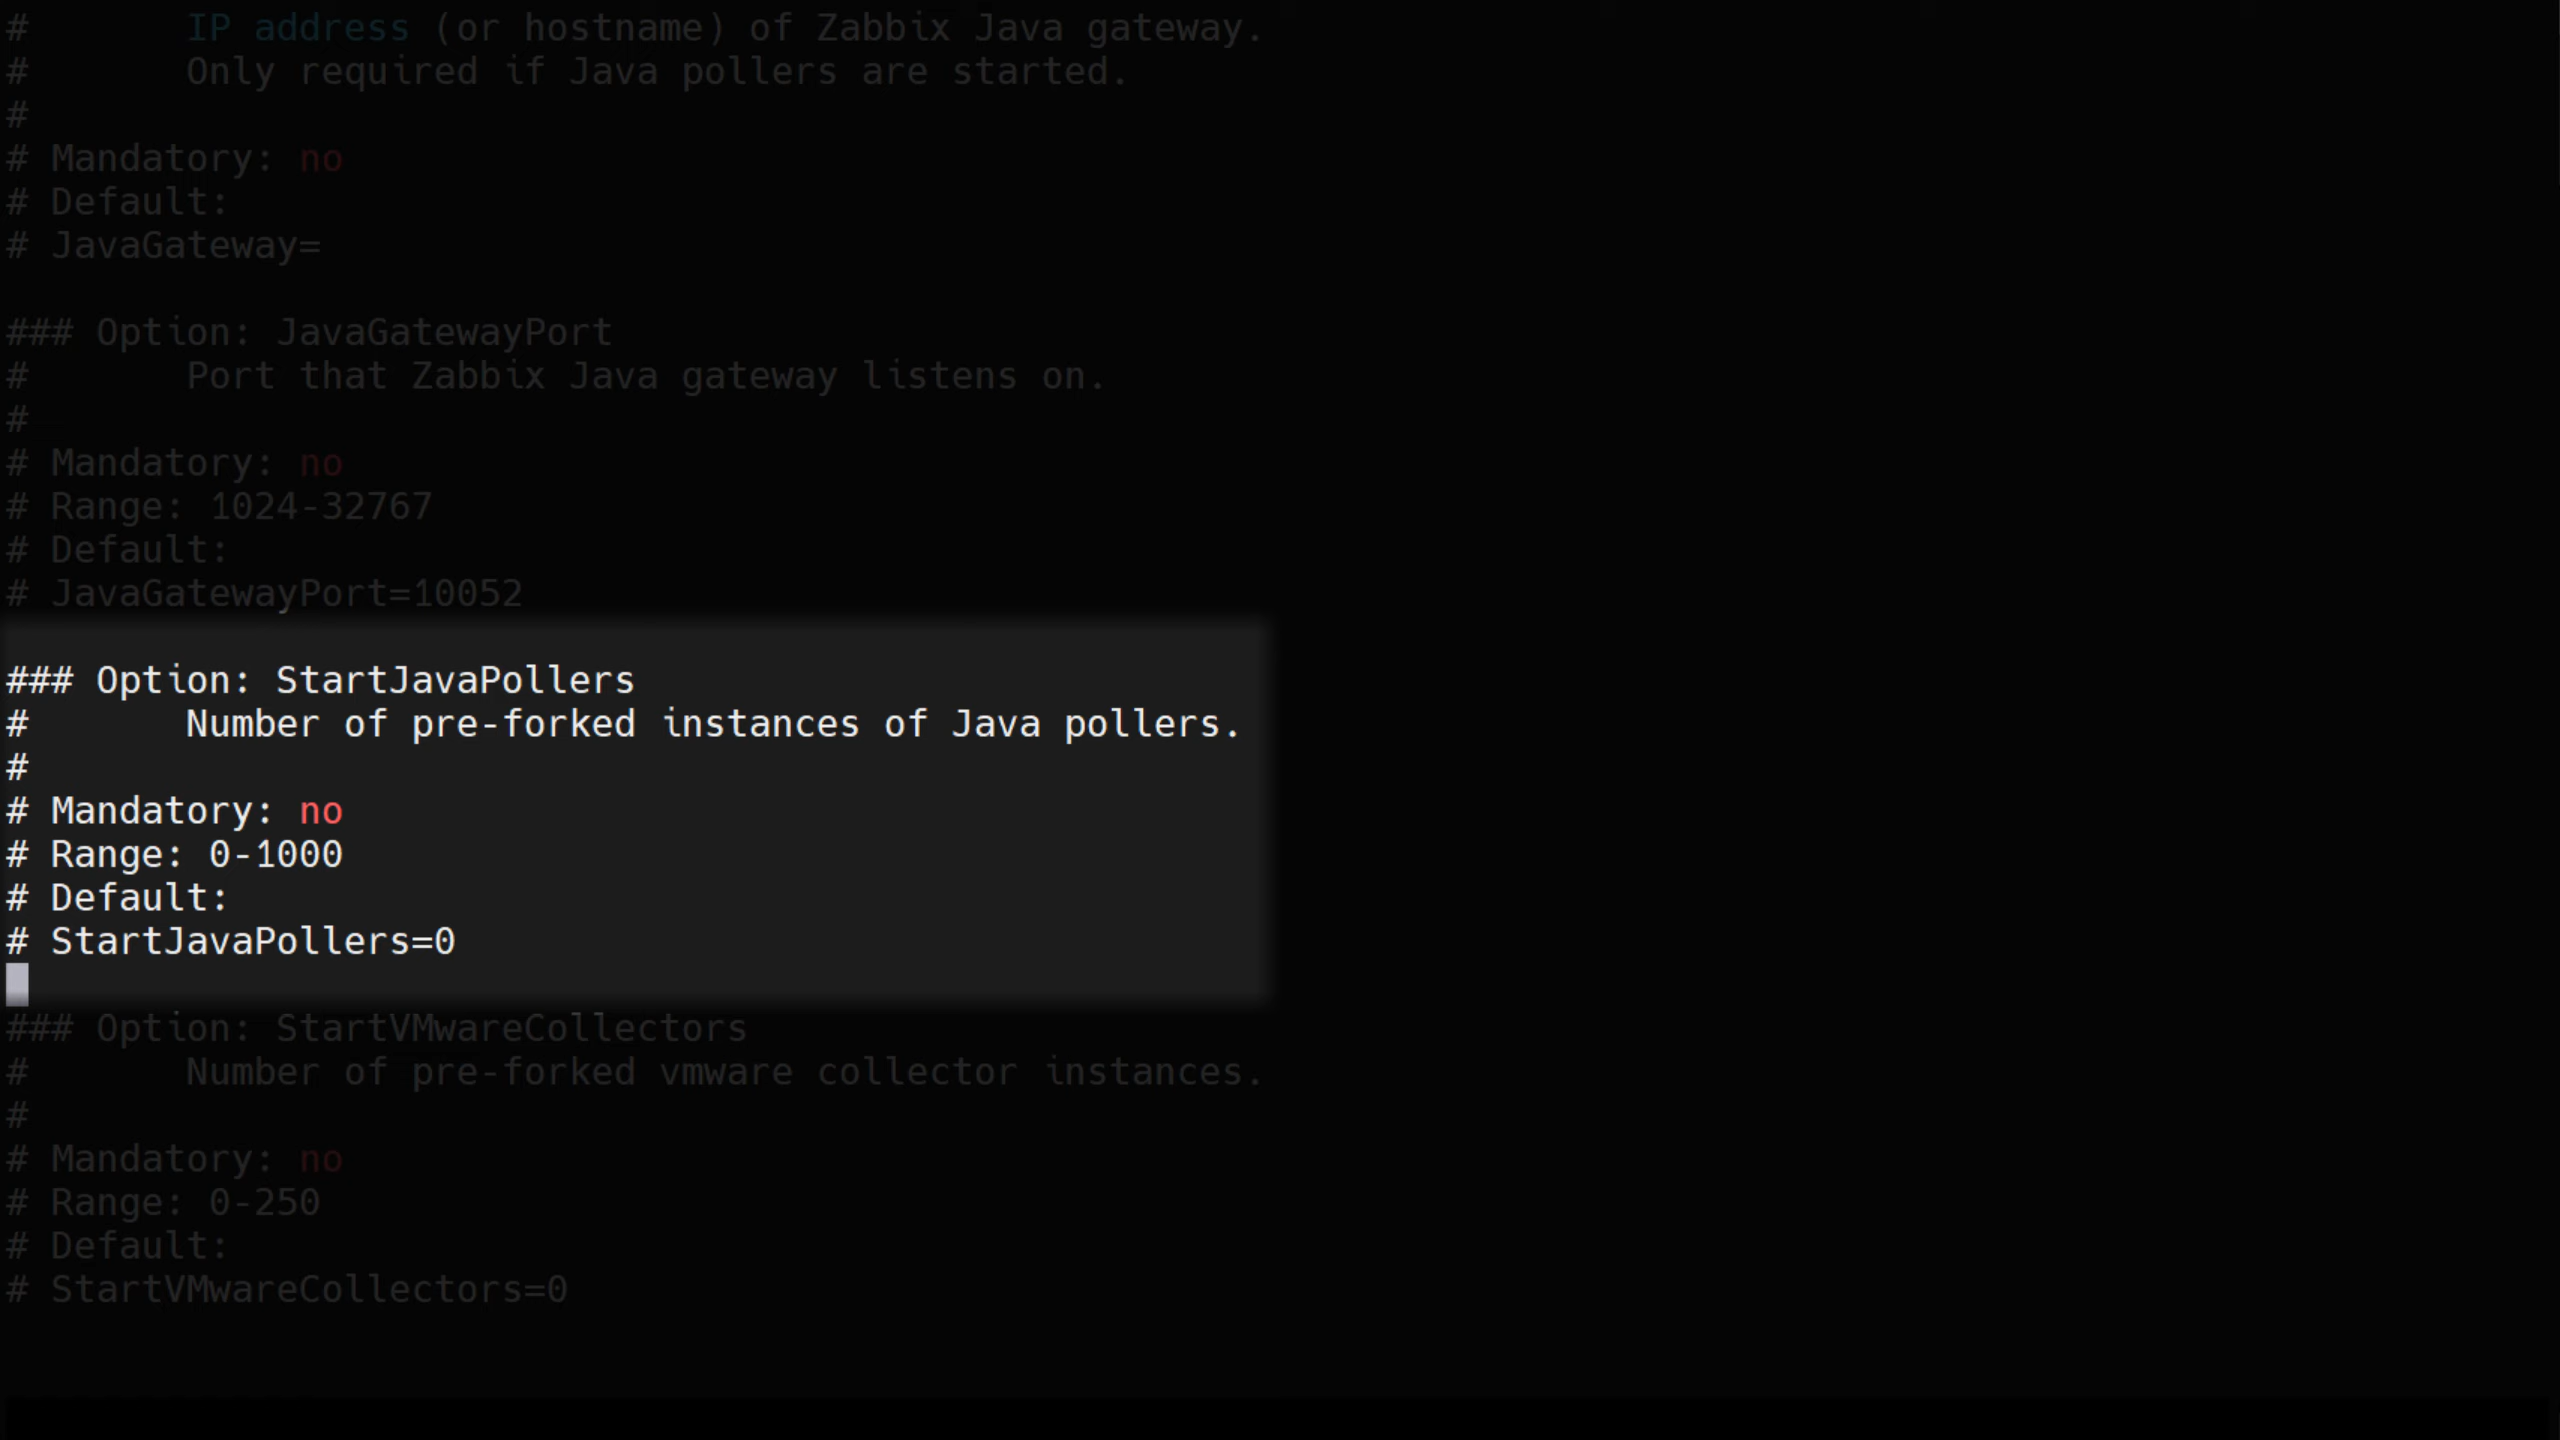 #       IP address (or hostname) of Zabbix Java gateway.
#       Only required if Java pollers are started.
#
# Mandatory: no
# Default:
# JavaGateway=
### Option: JavaGatewayPort
#       Port that Zabbix Java gateway listens on.
#
# Mandatory: no
# Range: 1024-32767
# Default:
# JavaGatewayPort=10052
### Option: StartJavaPollers
#       Number of pre-forked instances of Java pollers.
#
# Mandatory: no
# Range: 0-1000
# Default:
# StartJavaPollers=0
### Option: StartVMwareCollectors
#       Number of pre-forked vmware collector instances.
#
# Mandatory: no
# Range: 0-250
# Default:
# StartVMwareCollectors=0